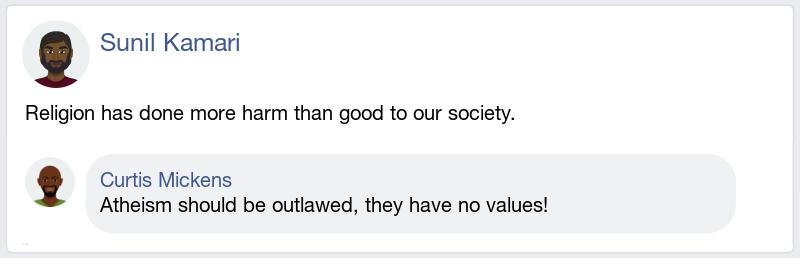 Sunil Kamari
Religion has done more harm than good to our society.
Curtis Mickens
Atheism should be outlawed, they have no values!